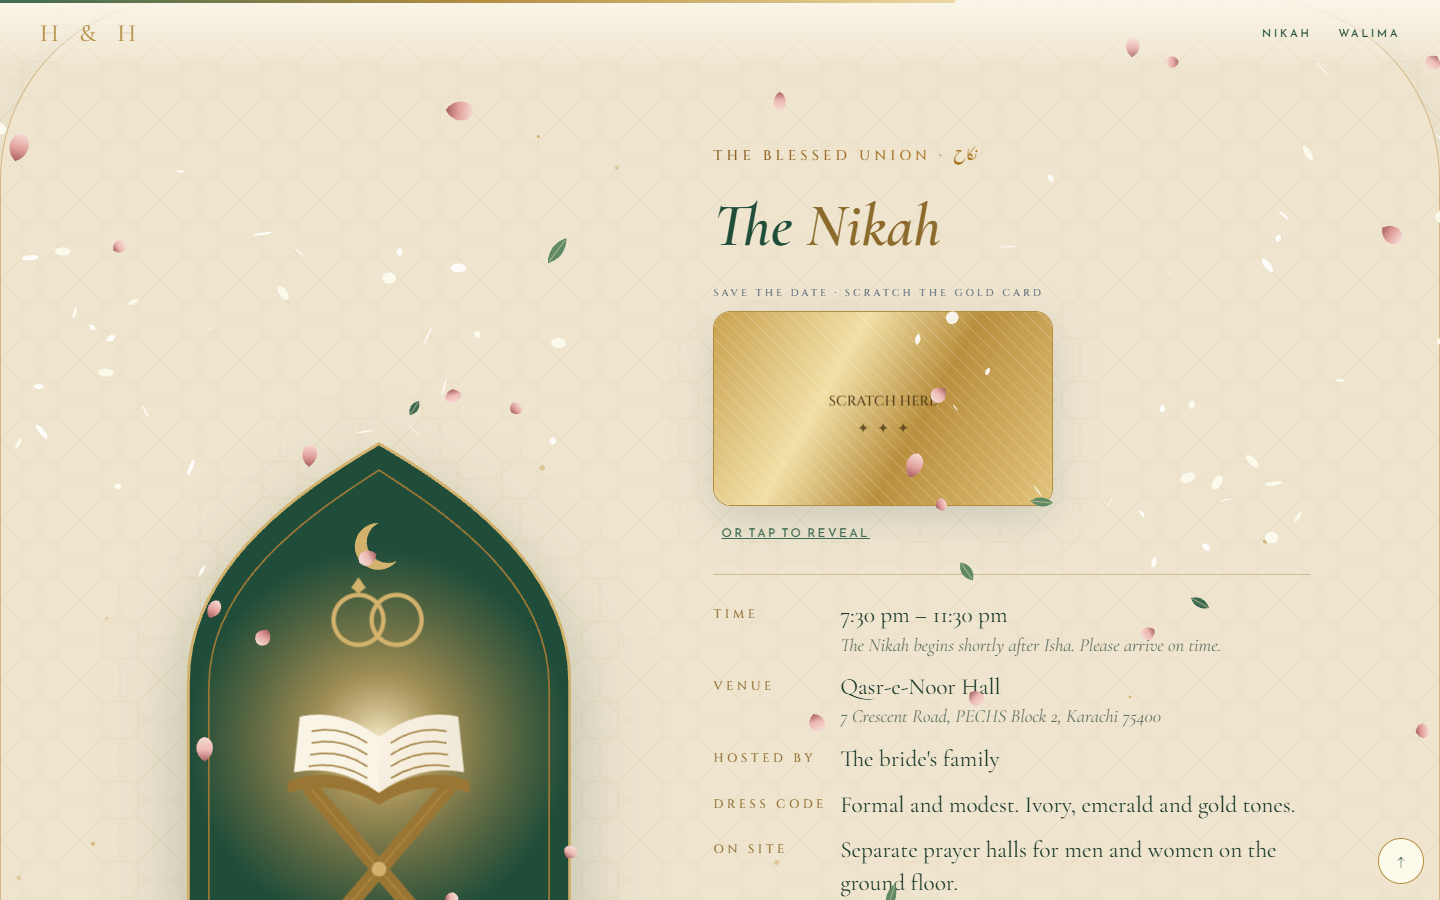 H & H
NIKAH WALIMA
THE BLESSED UNION · نکاح
The Nikah
SAVE THE DATE · SCRATCH THE GOLD CARD
SCRATCH HERE
OR TAP TO REVEAL
TIME
7:30 pm – 11:30 pm
The Nikah begins shortly after Isha. Please arrive on time.
VENUE
Qasr-e-Noor Hall
7 Crescent Road, PECHS Block 2, Karachi 75400
HOSTED BY
The bride's family
DRESS CODE
Formal and modest. Ivory, emerald and gold tones.
ON SITE
Separate prayer halls for men and women on the
ground floor.